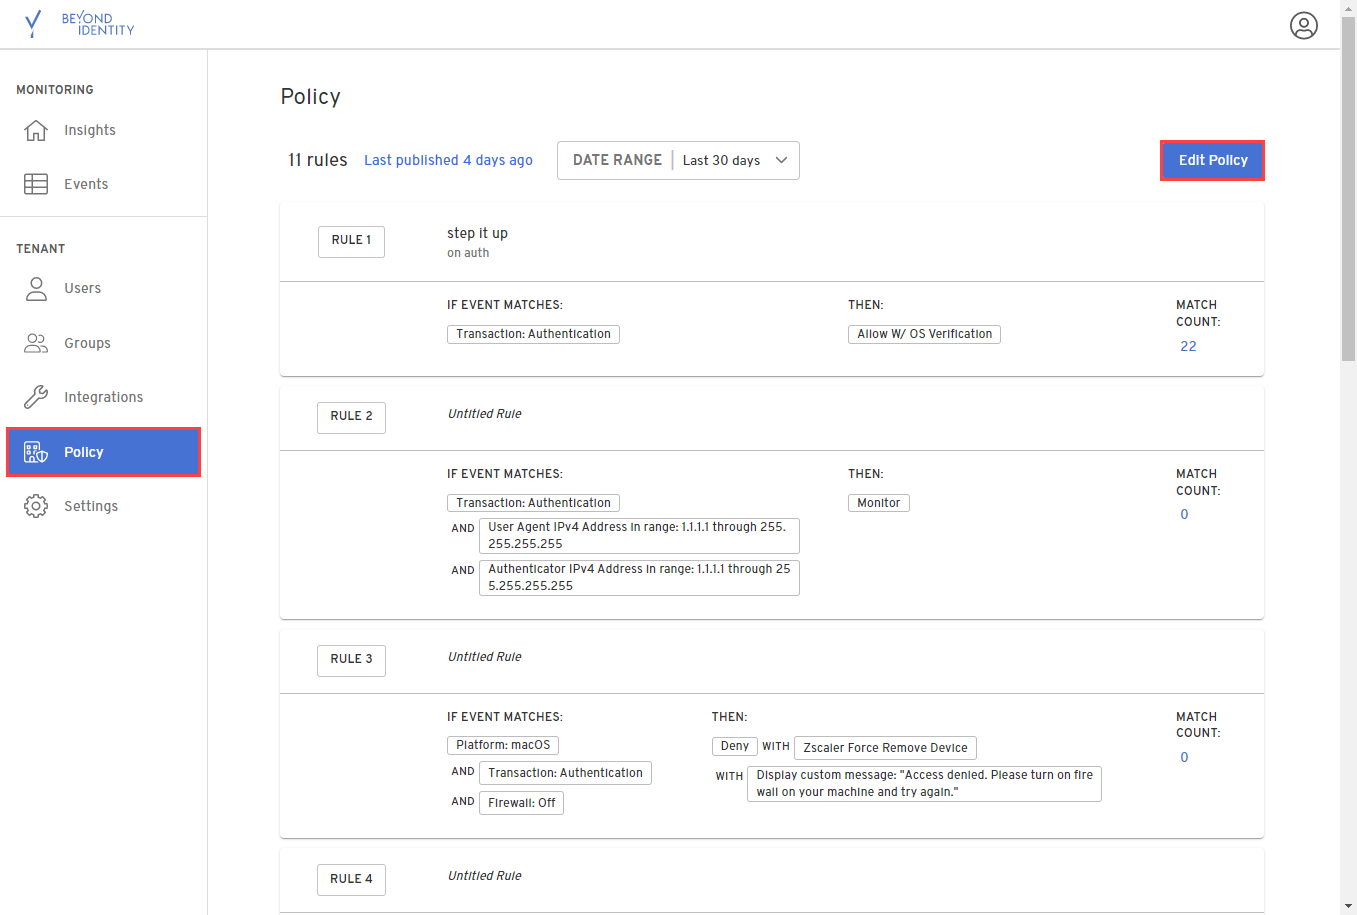 BEYOND
IDENTITY
MONITORING
Insights
Events
TENANT
Users
Groups
Integrations
Policy
Settings
Policy
11 rules Last published 4 days ago DATE RANGE Last 30 days Edit Policy
RULE 1 step it up
on auth
IF EVENT MATCHES: THEN: MATCH
COUNT:
Transaction: Authentication Allow W/ OS Verification
22
RULE 2 Untitled Rule
IF EVENT MATCHES: THEN: MATCH
COUNT:
Transaction: Authentication Monitor
0
AND User Agent IPv4 Address in range: 1.1.1.1 through 255.
255.255.255
AND Authenticator IPv4 Address in range: 1.1.1.1 through 25
5.255.255.255
RULE 3 Untitled Rule
IF EVENT MATCHES: THEN: MATCH
COUNT:
Platform: macOS Deny WITH Zscaler Force Remove Device
0
AND Transaction: Authentication WITH Display custom message: "Access denied. Please turn on fire
wall on your machine and try again."
AND Firewall: Off
RULE 4 Untitled Rule